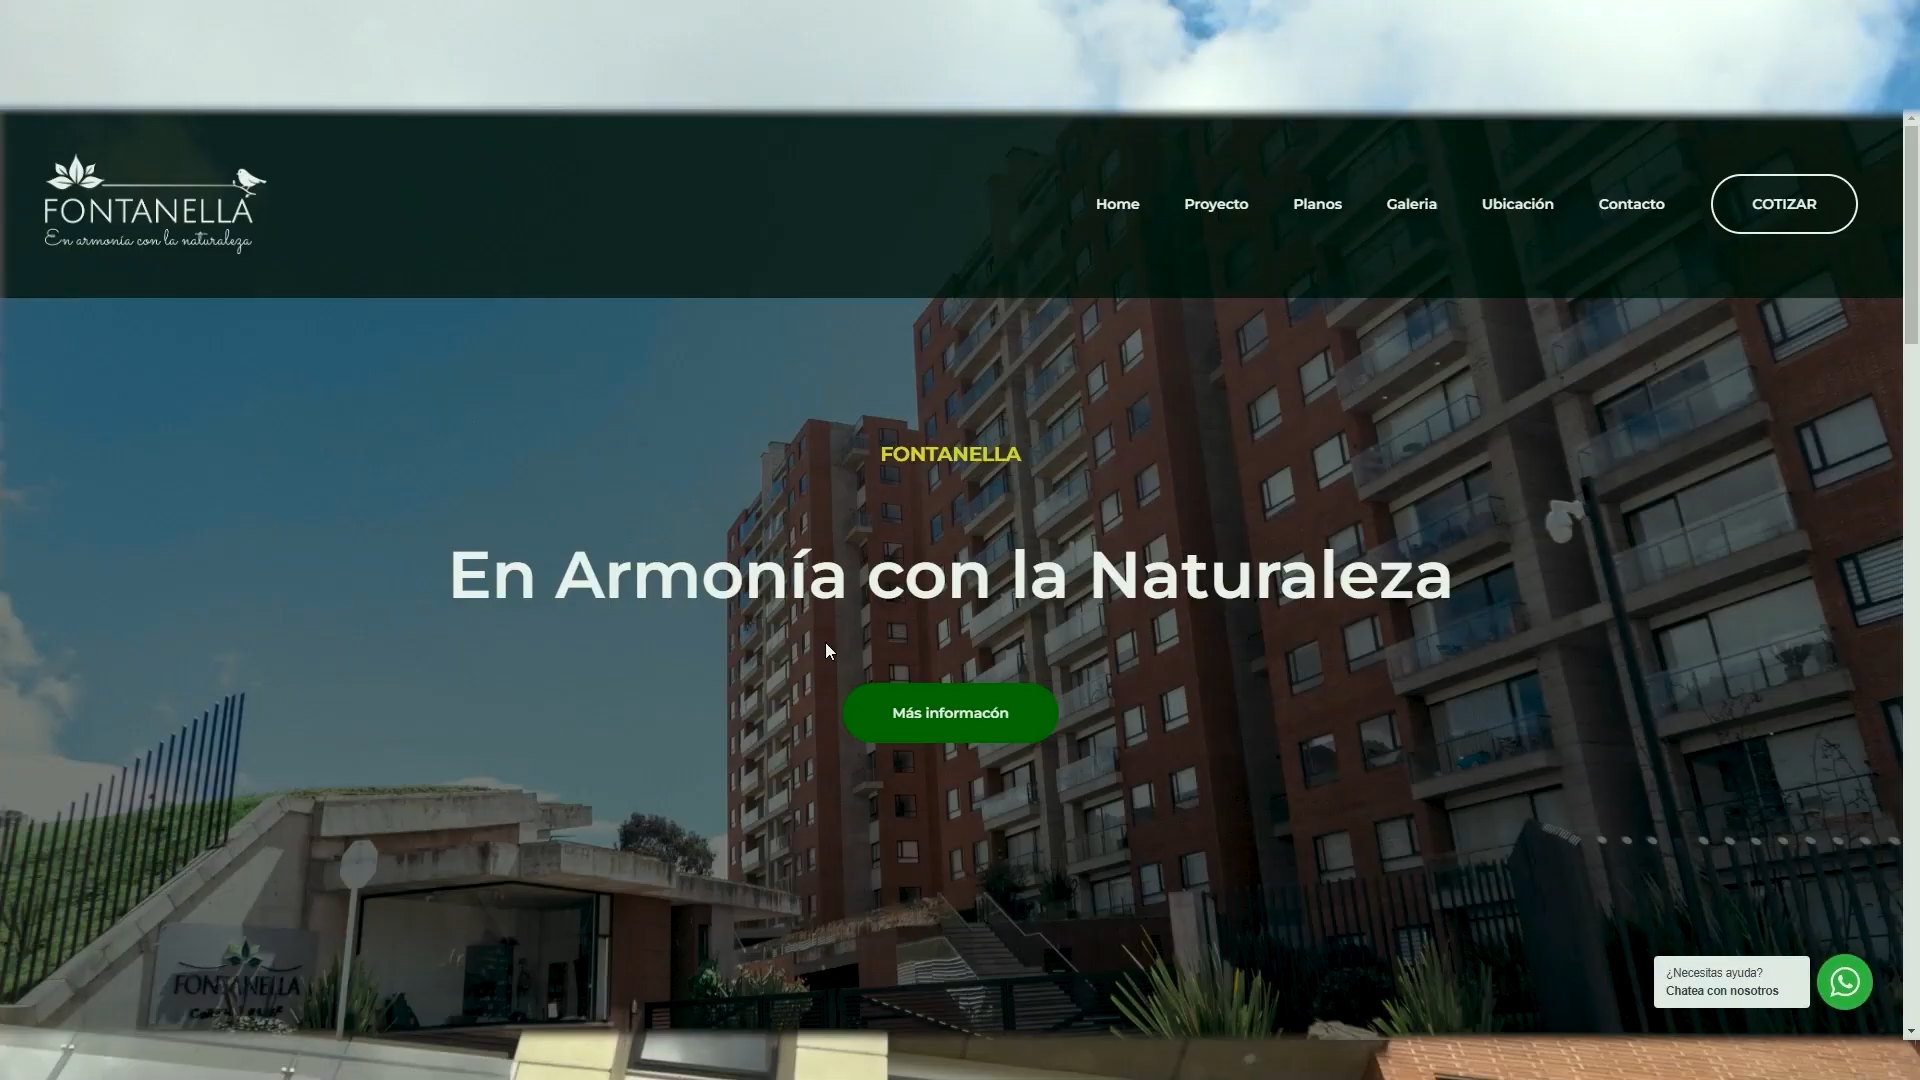 FONTANELLA
En armonía con la naturaleza
Home
Proyecto
Planos
Galeria
Ubicación
Contacto
COTIZAR
FONTANELLA
En Armonía con la Naturaleza
Más informacón
FONTANELLA
¿Necesitas ayuda?
Chatea con nosotros